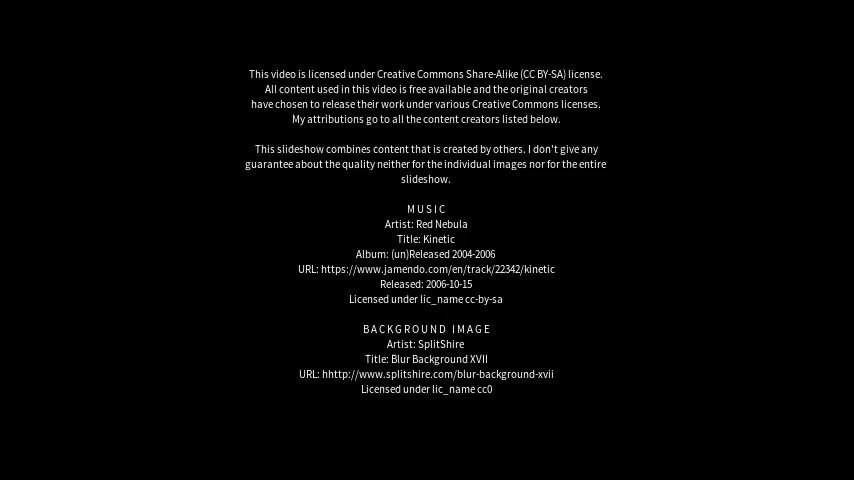 This video is licensed under Creative Commons Share-Alike (CC BY-SA) license.
All content used in this video is free available and the original creators
have chosen to release their work under various Creative Commons licenses.
My attributions go to all the content creators listed below.
This slideshow combines content that is created by others. I don't give any
guarantee about the quality neither for the individual images nor for the entire
slideshow.
MUSIC
Artist: Red Nebula
Title: Kinetic
Album: (un)Released 2004-2006
URL: https://www.jamendo.com/en/track/22342/kinetic
Released: 2006-10-15
Licensed under lic_name cc-by-sa
BACKGROUND IMAGE
Artist: SplitShire
Title: Blur Background XVII
URL: hhttp://www.splitshire.com/blur-background-xvii
Licensed under lic_name cc0